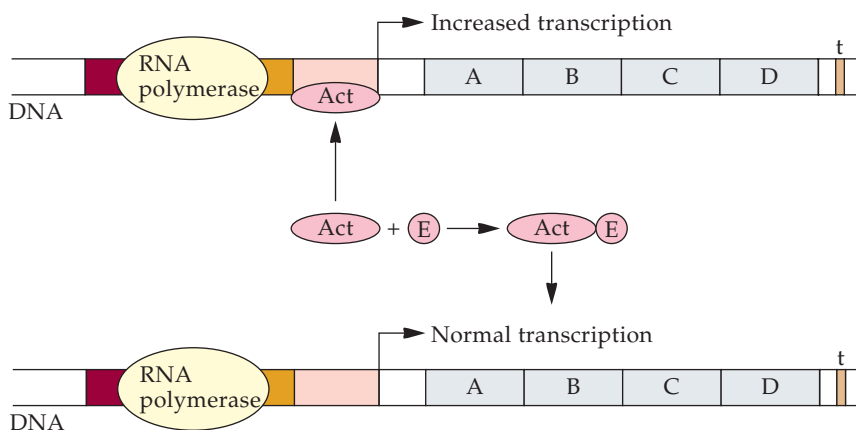 Increased transcription
t
RNA
polymerase
A B C D
Act
DNA
Act + E Act E
Normal transcription
t
RNA
polymerase
A B C D
DNA